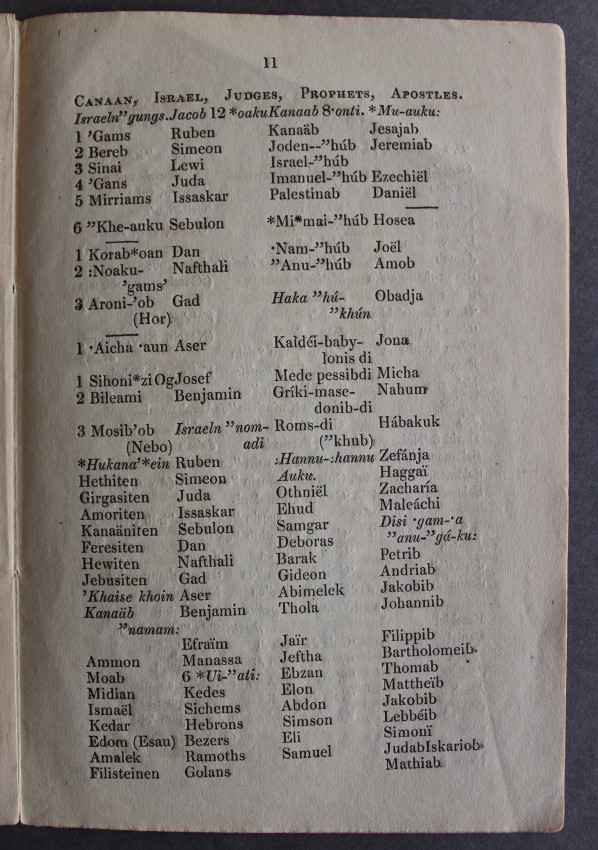 11
CANAAN, ISRAEL, JUDGES, PROPHETS, APOSTLES.
Israeln"gungs. Jacob 12 *oaku Kanaab 8·onti. *Mu-auku:
1 'Gams Ruben Kanaäb Jesajab
2 Bereb Simeon Joden--"húb Jeremiab
3 Sinai Lewi Israel-"húb
4 'Gans Juda Imanuel-"húb Ezechiël
5 Mirriams Issaskar Palestinab Daniël
6 "Khe-auku Sebulon *Mi*mai-"húb Hosea
1 Korab*oan Dan ·Nam-"húb Joël
2 :Noaku- Nafthali "Anu-"húb Amob
'gams'
3 Aroni-'ob Gad Haka "hú- Obadja
(Hor) "khún
1 ·Aicha ·aun Aser Kaldéi-baby- Jona
lonis di
1 Sihoni*zi Og Josef Mede pessibdi Micha
2 Bileami Benjamin Gríki-mase- Nahum
donib-di
3 Mosib'ob Israeln "nom- Roms-di Hábakuk
(Nebo) adi ("khub)
*Hukana'*ein Ruben :Hannu-:hannu Zefánja
Hethiten Simeon Auku. Haggaï
Girgasiten Juda Othniël Zacharía
Amoriten Issaskar Ehud Maleáchi
Kanaäniten Sebulon Samgar Disi ·gam-·a
Feresiten Dan Deboras "anu-"gá-ku:
Hewiten Nafthali Barak Petrib
Jebusiten Gad Gideon Andriab
'Khaise khoin Aser Abimelek Jakobib
Kanaäb Benjamin Thola Johannib
"namam:
Efraïm Jaïr Filippib
Ammon Manassa Jeftha Bartholomeib
Moab 6 *Ui-"ati: Ebzan Thomab
Midian Kedes Elon Mattheïb
Ismaël Sichems Abdon Jakobib
Kedar Hebrons Simson Lebbéib
Edom (Esau) Bezers Eli Simonï
Amalek Ramoths Samuel JudabIskariob
Filisteinen Golans Mathiab